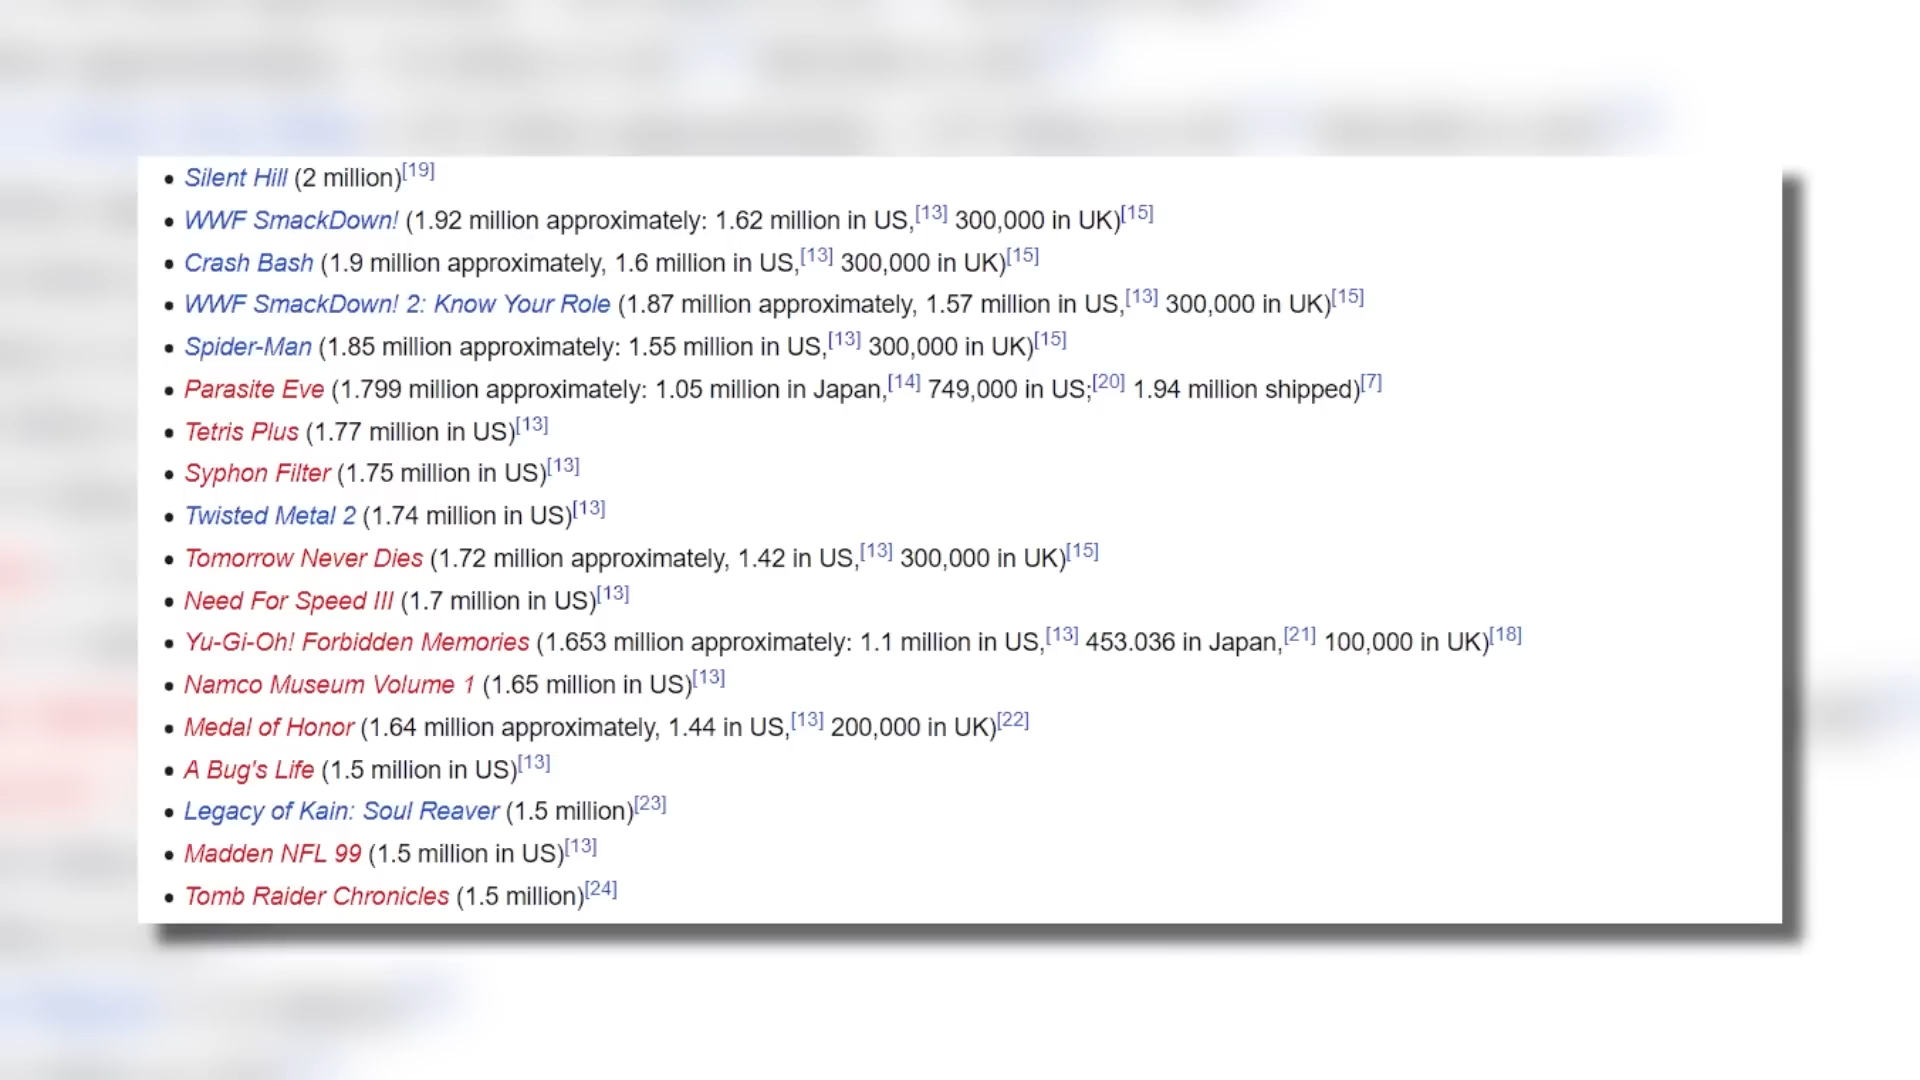 • Silent Hill (2 million)[19]
• WWF SmackDown! (1.92 million approximately: 1.62 million in US,[13] 300,000 in UK)[15]
• Crash Bash (1.9 million approximately, 1.6 million in US,[13] 300,000 in UK)[15]
• WWF SmackDown! 2: Know Your Role (1.87 million approximately, 1.57 million in US,[13] 300,000 in UK)[15]
• Spider-Man (1.85 million approximately: 1.55 million in US,[13] 300,000 in UK)[15]
• Parasite Eve (1.799 million approximately: 1.05 million in Japan,[14] 749,000 in US;[20] 1.94 million shipped)[7]
• Tetris Plus (1.77 million in US)[13]
• Syphon Filter (1.75 million in US)[13]
• Twisted Metal 2 (1.74 million in US)[13]
• Tomorrow Never Dies (1.72 million approximately, 1.42 in US,[13] 300,000 in UK)[15]
• Need For Speed III (1.7 million in US)[13]
• Yu-Gi-Oh! Forbidden Memories (1.653 million approximately: 1.1 million in US,[13] 453.036 in Japan,[21] 100,000 in UK)[18]
• Namco Museum Volume 1 (1.65 million in US)[13]
• Medal of Honor (1.64 million approximately, 1.44 in US,[13] 200,000 in UK)[22]
• A Bug's Life (1.5 million in US)[13]
• Legacy of Kain: Soul Reaver (1.5 million)[23]
• Madden NFL 99 (1.5 million in US)[13]
• Tomb Raider Chronicles (1.5 million)[24]